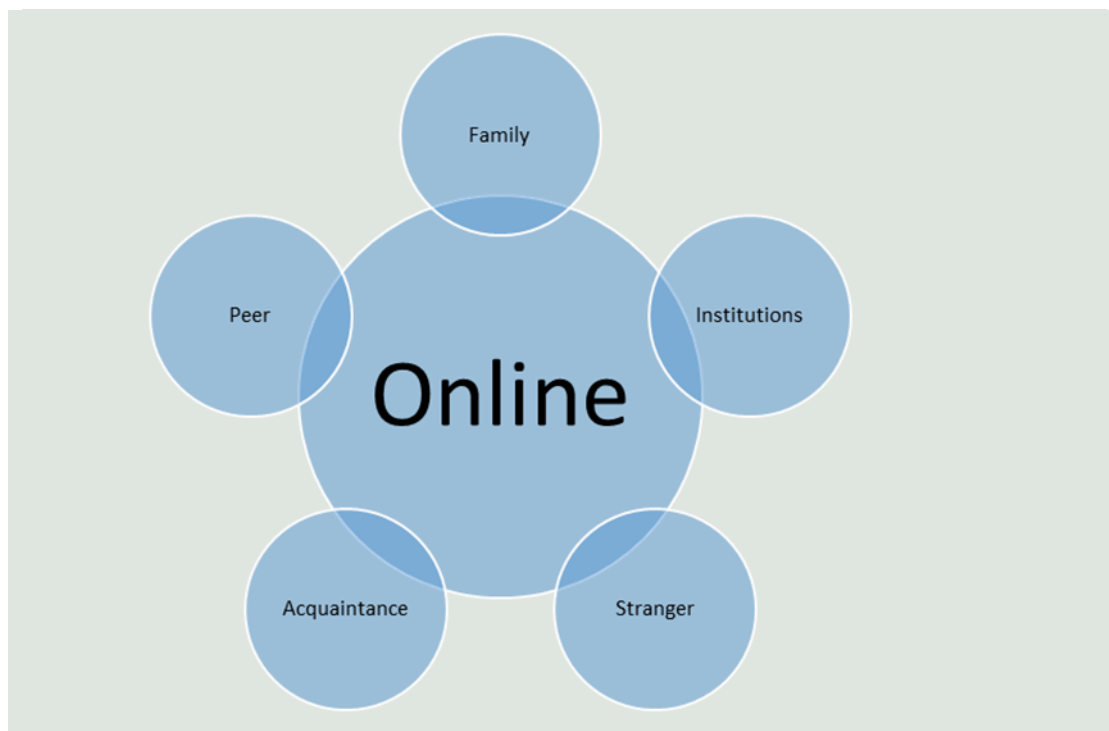 Family
Peer
Institutions
Online
Acquaintance
Stranger